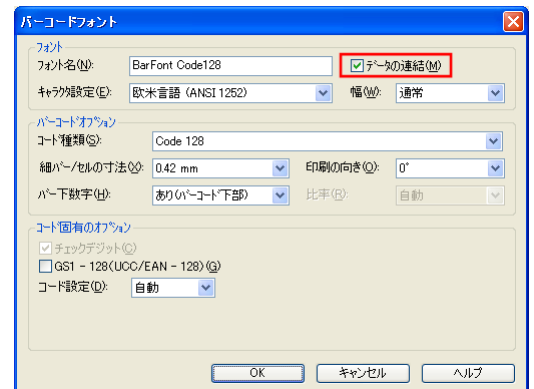 バーコードフォント
フォント
フォント名(N): BarFont Code128 データの連結(M)
キャラクタ設定(E): 欧米言語 (ANSI 1252) 幅(W): 通常
バーコードオプション
コード種類(S): Code 128
細バー/セルの寸法(X): 0.42 mm 印刷の向き(O): 0°
バー下数字(H): あり(バーコード下部) 比率(R): 自動
コード固有のオプション
チェックデジット(C)
GS1 - 128(UCC/EAN - 128)(G)
コード設定(D): 自動
OK キャンセル ヘルプ